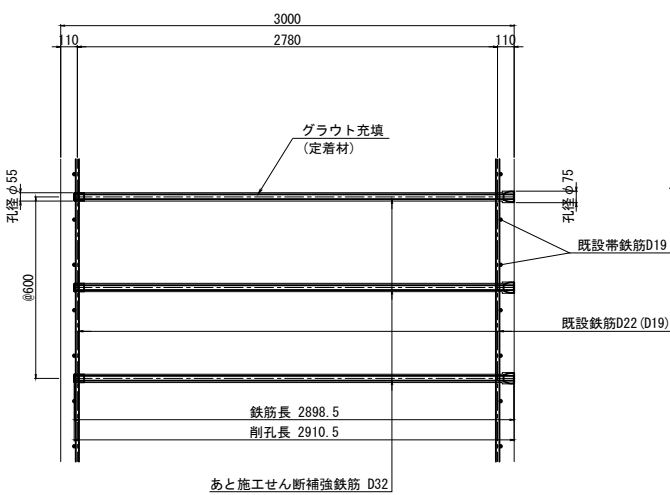 3000
110
2780
110
グラウト充填
(定着材)
孔径φ55
孔径φ75
既設帯鉄筋D19
@600
既設鉄筋D22(D19)
鉄筋長 2898.5
削孔長 2910.5
あと施工せん断補強鉄筋 D32